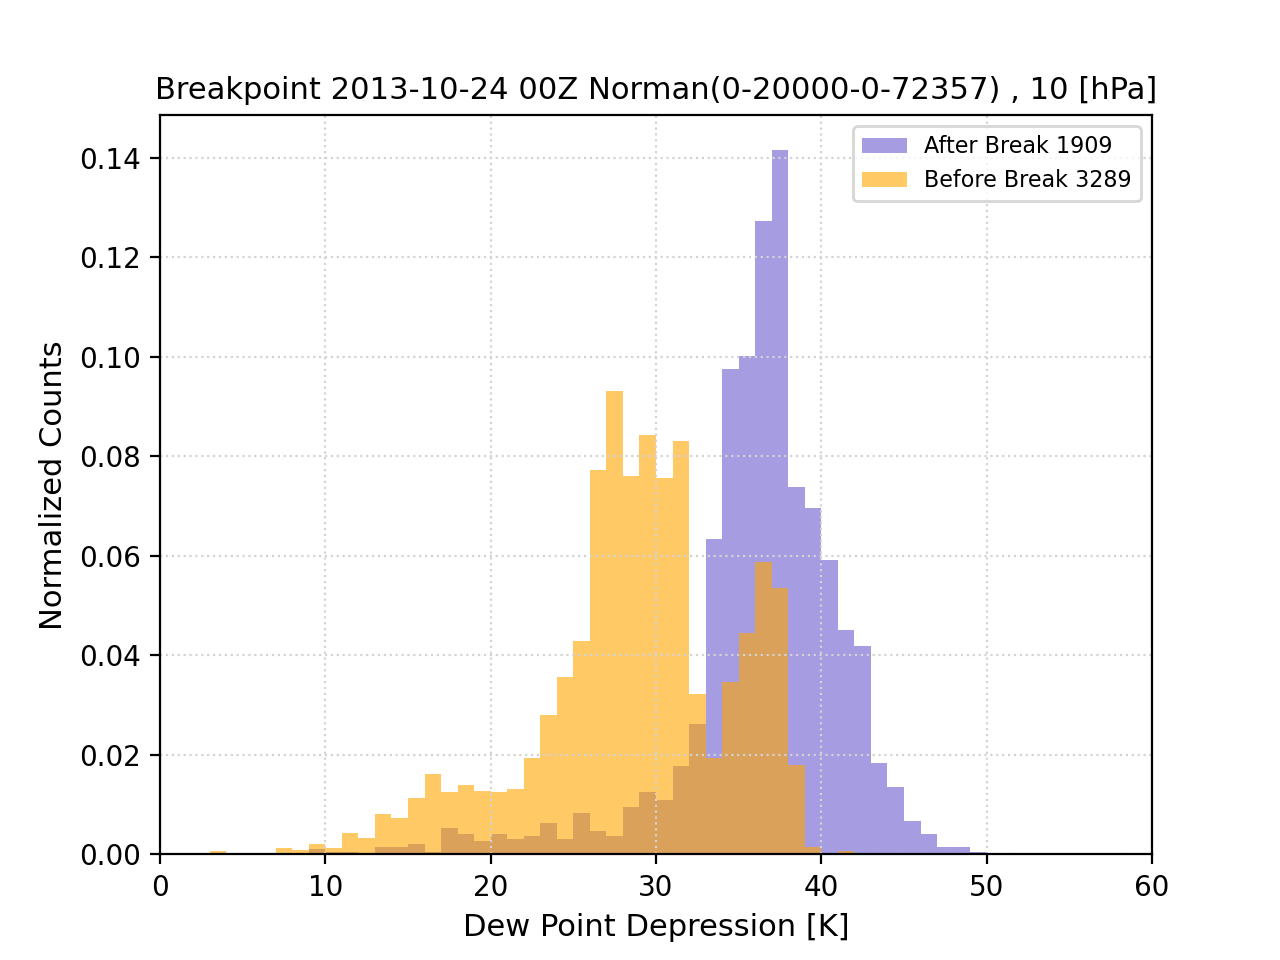 Breakpoint 2013-10-24 00Z Norman(0-20000-0-72357) , 10 [hPa]
After Break 1909
Before Break 3289
0.14
0.12
0.10
0.08
0.06
0.04
0.02
0.00
Normalized Counts
0 10 20 30 40 50 60
Dew Point Depression [K]